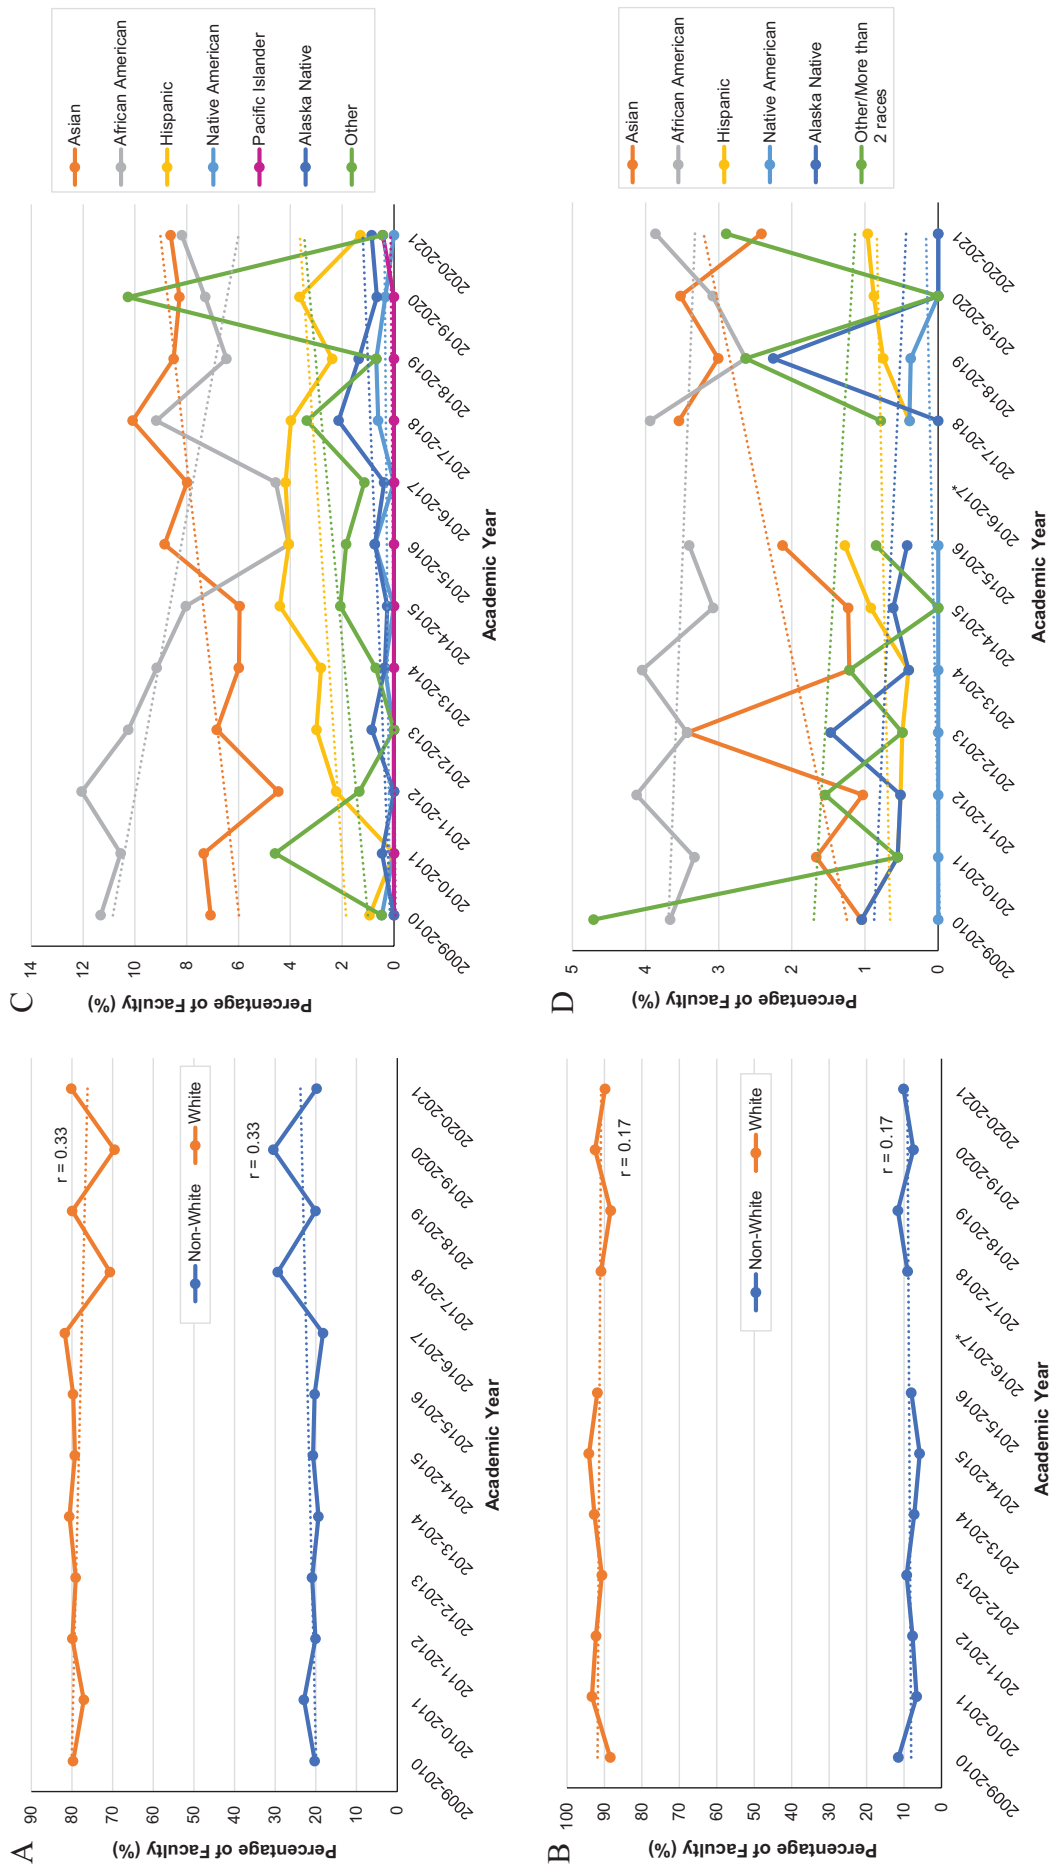 A
Percentage of Faculty (%)
90
80
70
60
50
40
30
20
10
0
r = 0.33
Non-White
White
r = 0.33
2009-2010
2010-2011
2011-2012
2012-2013
2013-2014
2014-2015
2015-2016
2016-2017
2017-2018
2018-2019
2019-2020
2020-2021
Academic Year
C
Percentage of Faculty (%)
14
12
10
8
6
4
2
0
2009-2010
2010-2011
2011-2012
2012-2013
2013-2014
2014-2015
2015-2016
2016-2017
2017-2018
2018-2019
2019-2020
2020-2021
Academic Year
Asian
African American
Hispanic
Native American
Pacific Islander
Alaska Native
Other
B
Percentage of Faculty (%)
100
90
80
70
60
50
40
30
20
10
0
r = 0.17
Non-White
White
r = 0.17
2009-2010
2010-2011
2011-2012
2012-2013
2013-2014
2014-2015
2015-2016
2016-2017*
2017-2018
2018-2019
2019-2020
2020-2021
Academic Year
D
Percentage of Faculty (%)
5
4
3
2
1
0
2009-2010
2010-2011
2011-2012
2012-2013
2013-2014
2014-2015
2015-2016
2016-2017*
2017-2018
2018-2019
2019-2020
2020-2021
Academic Year
Asian
African American
Hispanic
Native American
Alaska Native
Other/More than
2 races